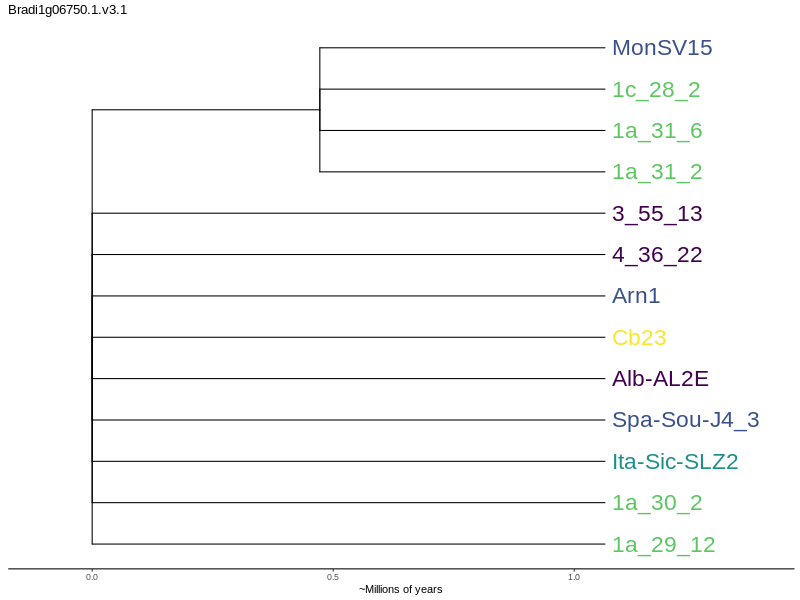 Bradi1g06750.1.v3.1
MonSV15
1c_28_2
1a_31_6
1a_31_2
3_55_13
4_36_22
Arn1
Cb23
Alb-AL2E
Spa-Sou-J4_3
Ita-Sic-SLZ2
1a_30_2
1a_29_12
0.0 0.5 1.0
~Millions of years